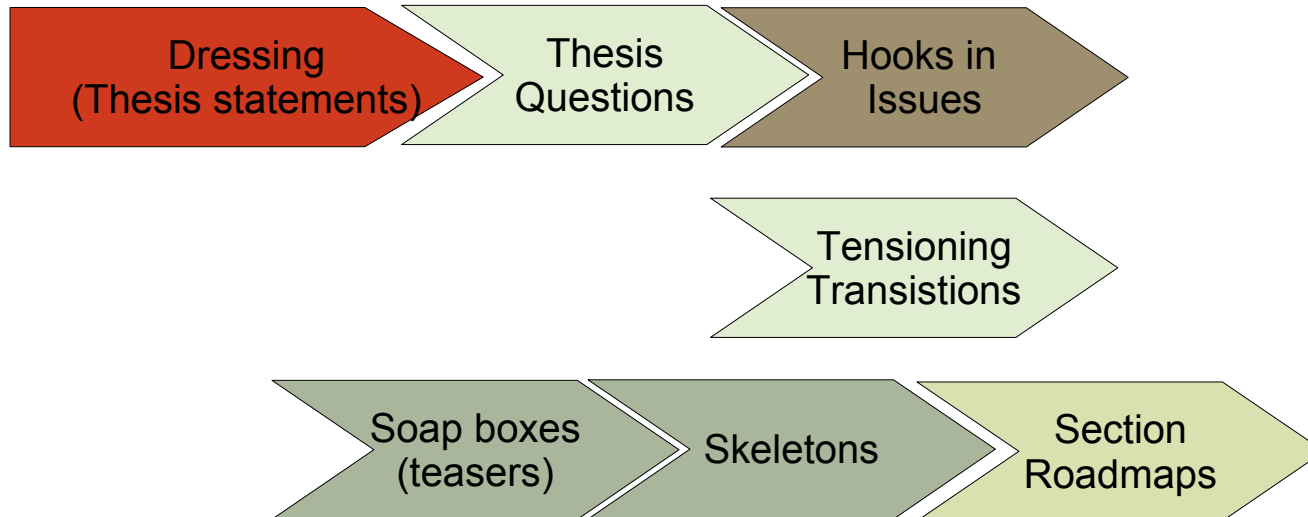 Dressing
(Thesis statements)
Thesis
Questions
Hooks in
Issues
Tensioning
Transistions
Soap boxes
(teasers)
Skeletons
Section
Roadmaps